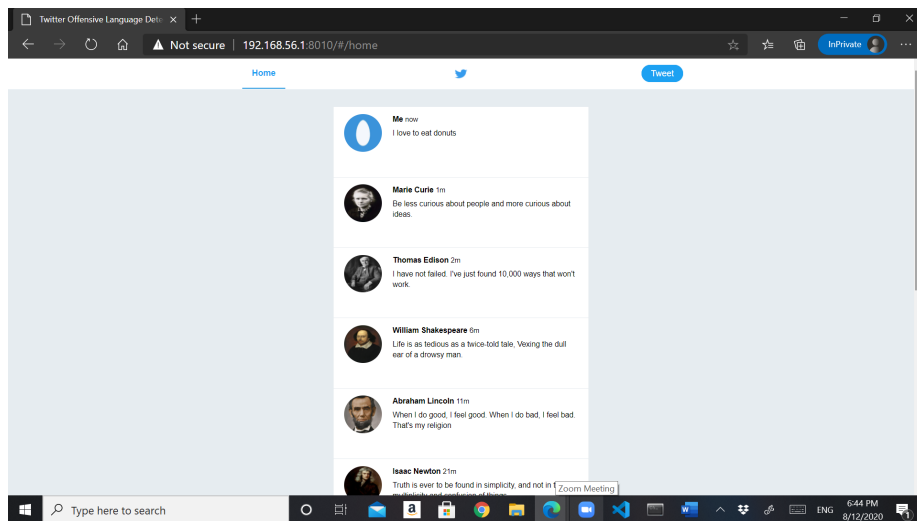 Twitter Offensive Language Dete
Not secure | 192.168.56.1:8010/#/home
InPrivate
Home
Tweet
Me now
I love to eat donuts
Marie Curie 1m
Be less curious about people and more curious about
ideas.
Thomas Edison 2m
I have not failed. I've just found 10,000 ways that won't
work.
William Shakespeare 6m
Life is as tedious as a twice-told tale, Vexing the dull
ear of a drowsy man.
Abraham Lincoln 11m
When I do good, I feel good. When I do bad, I feel bad.
That's my religion
Isaac Newton 21m
Truth is ever to be found in simplicity, and not in
multiplicity and confusion of things.
Zoom Meeting
Type here to search
ENG
6:44 PM
8/12/2020